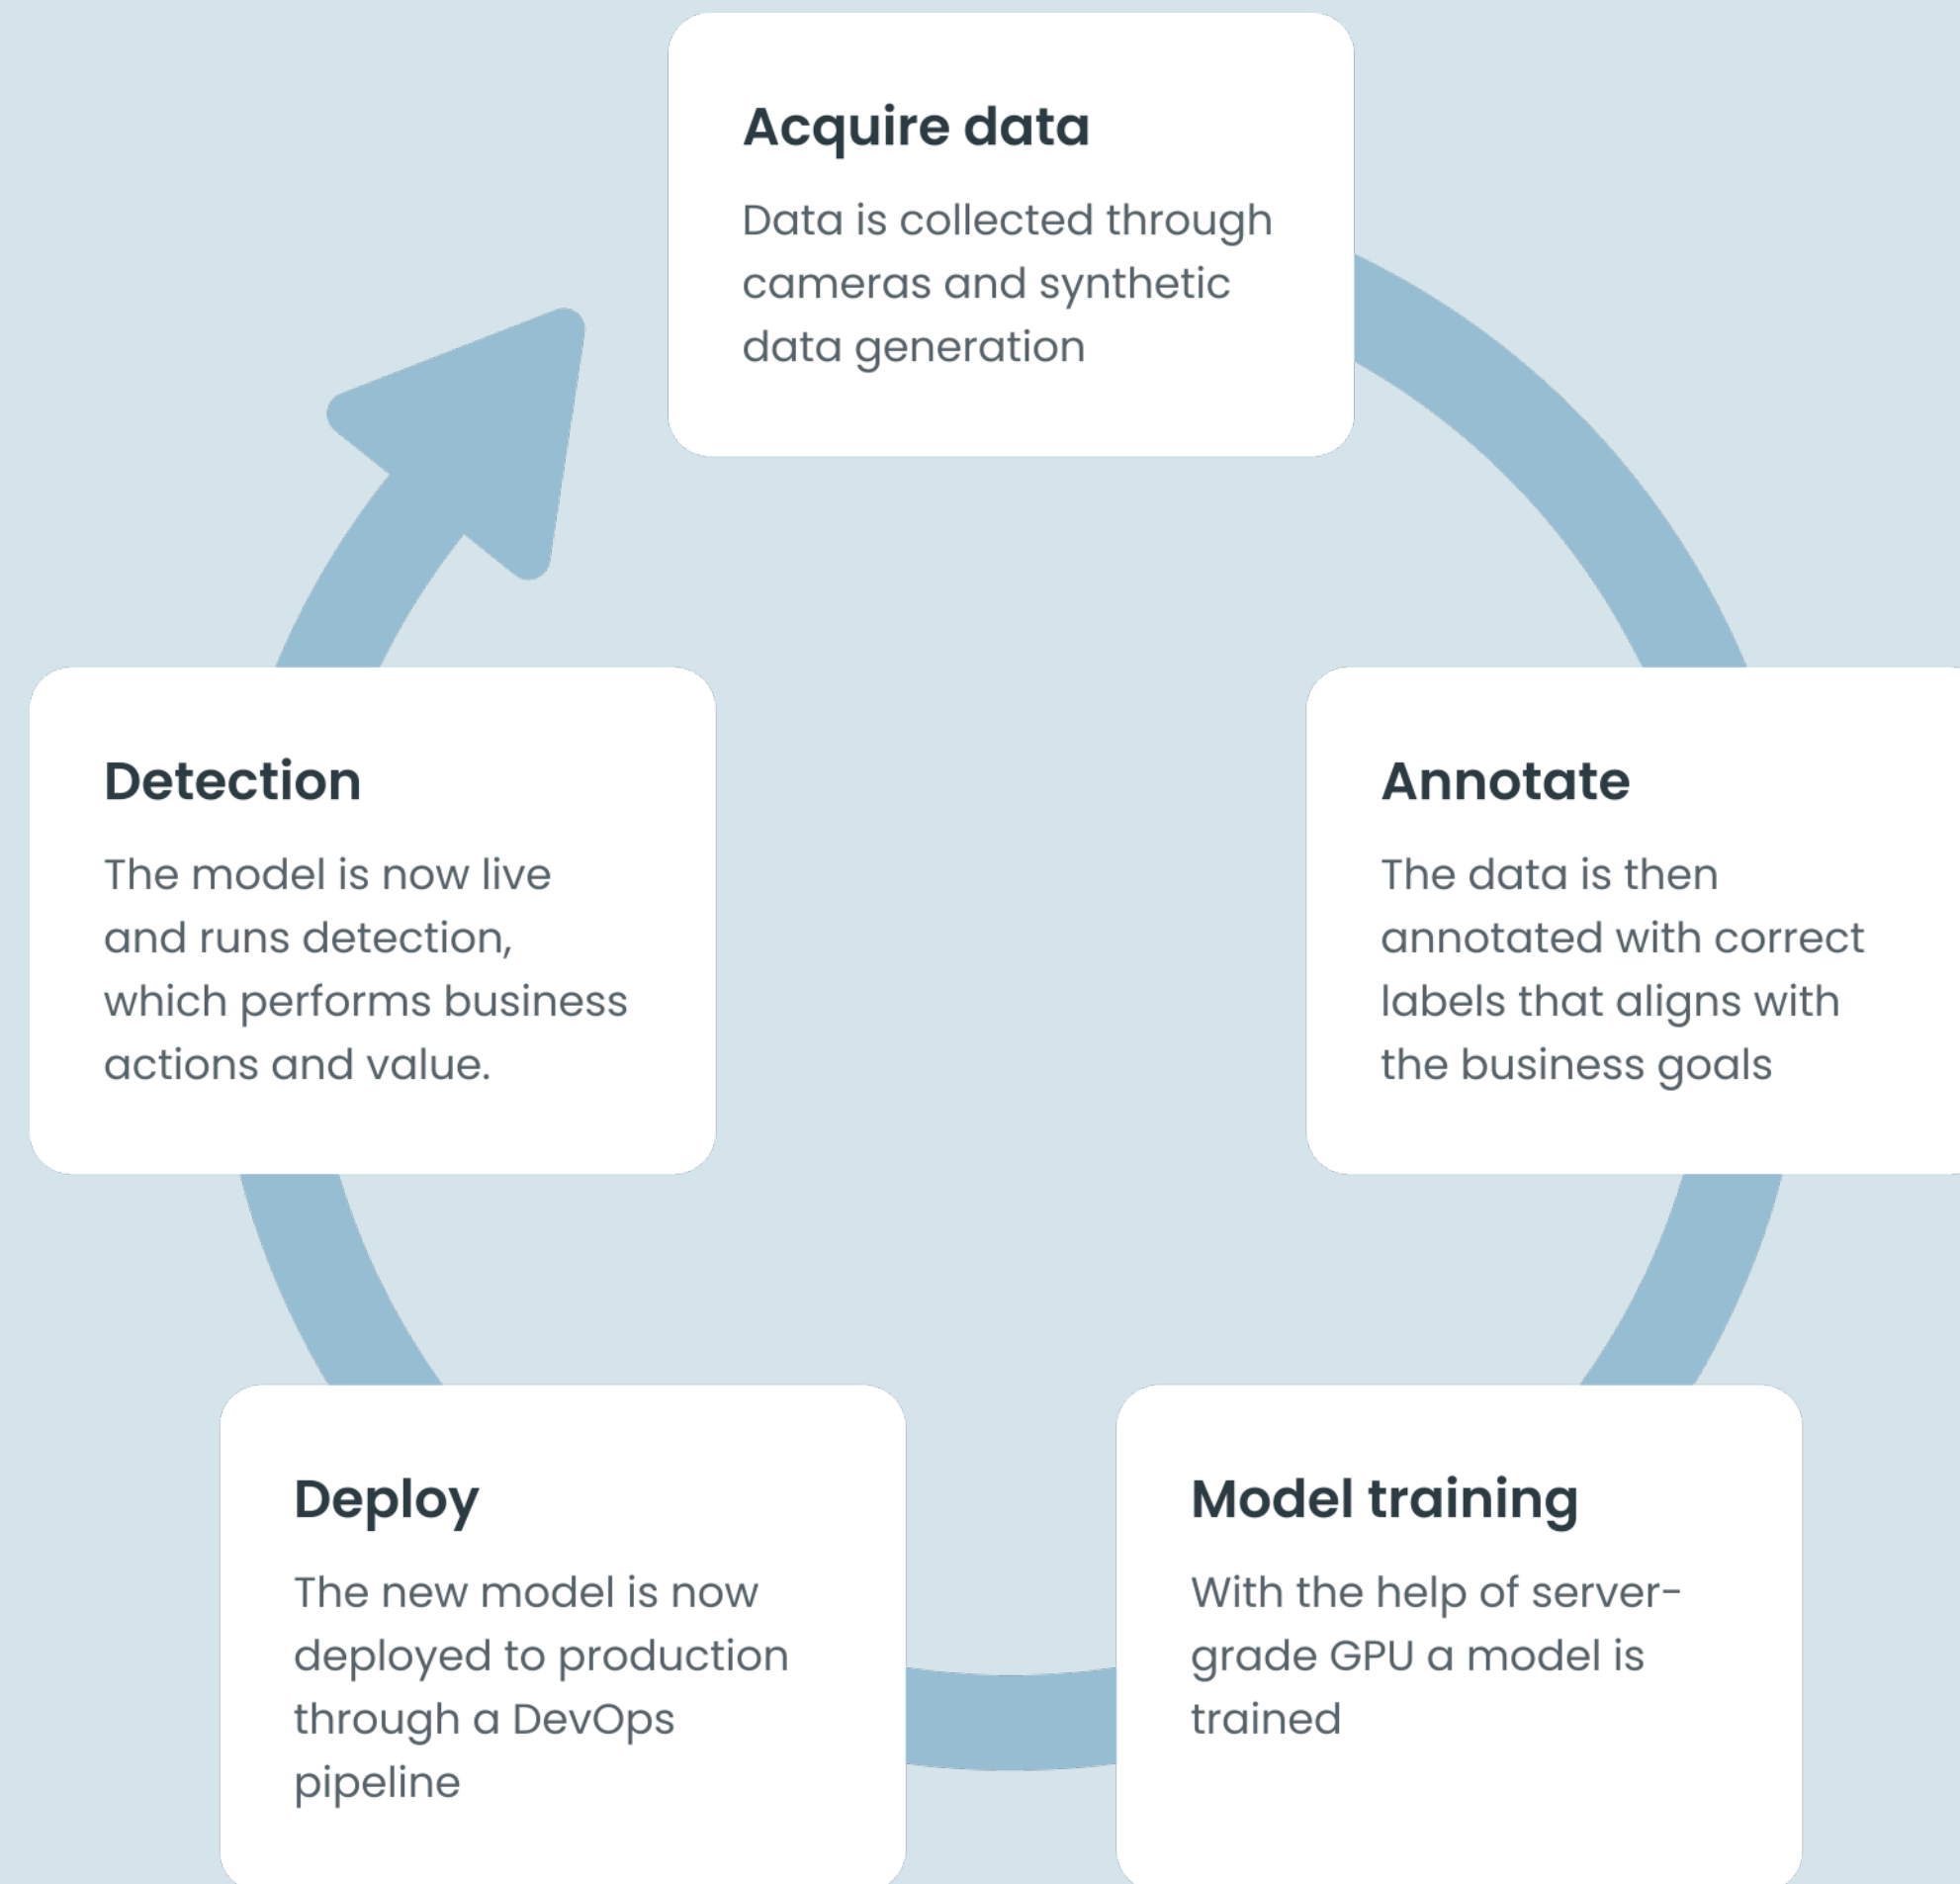 Acquire data
Data is collected through
cameras and synthetic
data generation
Detection
The model is now live
and runs detection,
which performs business
actions and value.
Annotate
The data is then
annotated with correct
labels that aligns with
the business goals
Deploy
The new model is now
deployed to production
through a DevOps
pipeline
Model training
With the help of server-
grade GPU a model is
trained